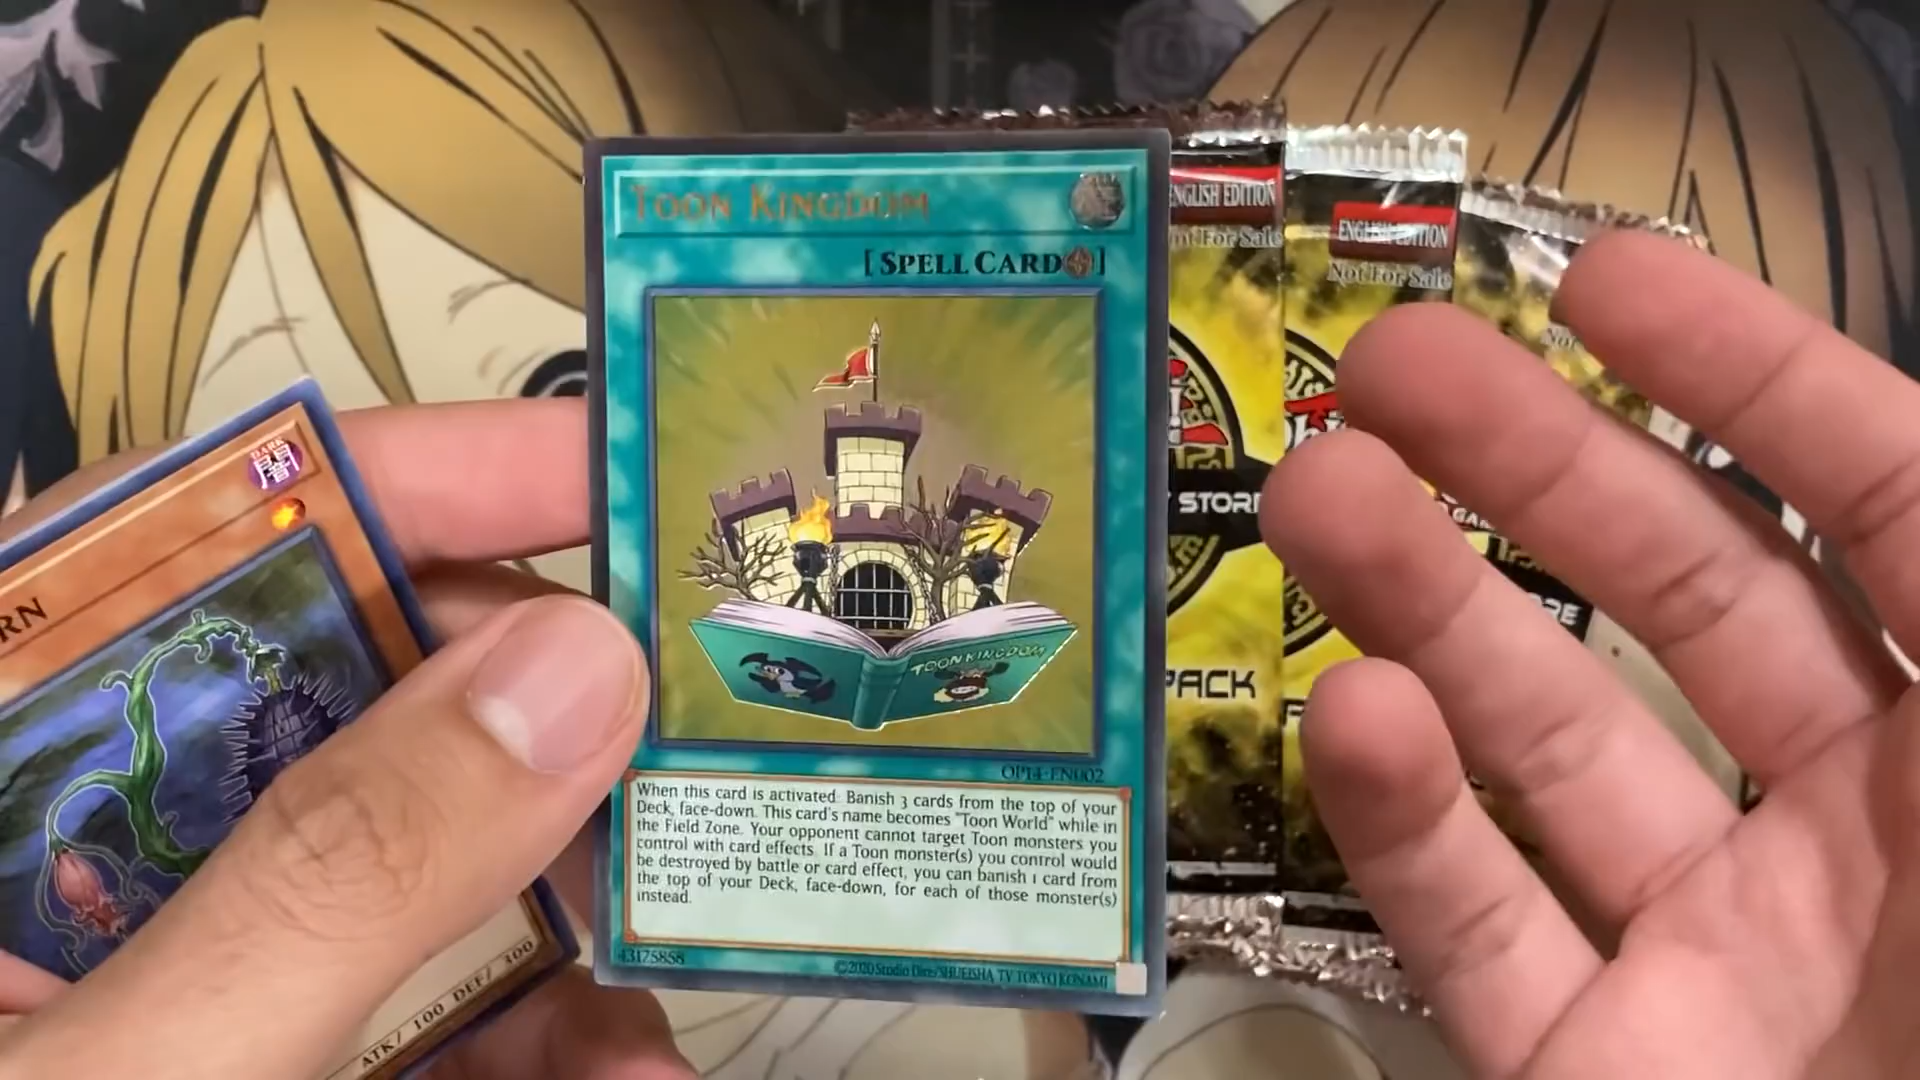 TOON KINGDOM
[ SPELL CARD ]
TOON KINGDOM
OP14-EN002
When this card is activated: Banish 3 cards from the top of your
Deck, face-down. This card's name becomes "Toon World" while in
the Field Zone. Your opponent cannot target Toon monsters you
control with card effects. If a Toon monster(s) you control would
be destroyed by battle or card effect, you can banish 1 card from
the top of your Deck, face-down, for each of those monster(s)
instead.
43175858
©2020 Studio Dice/SHUEISHA, TV TOKYO, KONAMI
DARK
闇
RN
ATK/ 100 DEF/ 300
ENGLISH EDITION
Not For Sale
STORE
PACK
ENGLISH EDITION
Not For Sale